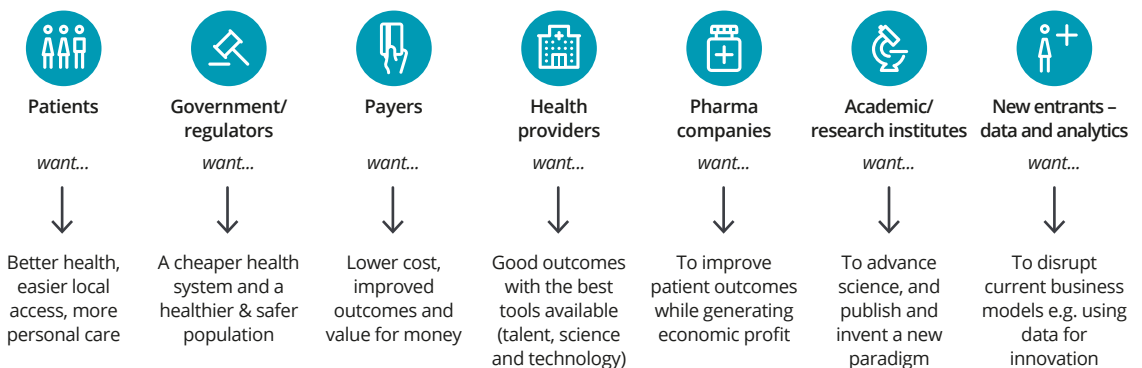 Patients
want...
Better health,
easier local
access, more
personal care
Government/
regulators
want...
A cheaper health
system and a
healthier & safer
population
Payers
want...
Lower cost,
improved
outcomes and
value for money
Health
providers
want...
Good outcomes
with the best
tools available
(talent, science
and technology)
Pharma
companies
want...
To improve
patient outcomes
while generating
economic profit
Academic/
research institutes
want...
To advance
science, and
publish and
invent a new
paradigm
New entrants –
data and analytics
want...
To disrupt
current business
models e.g. using
data for
innovation